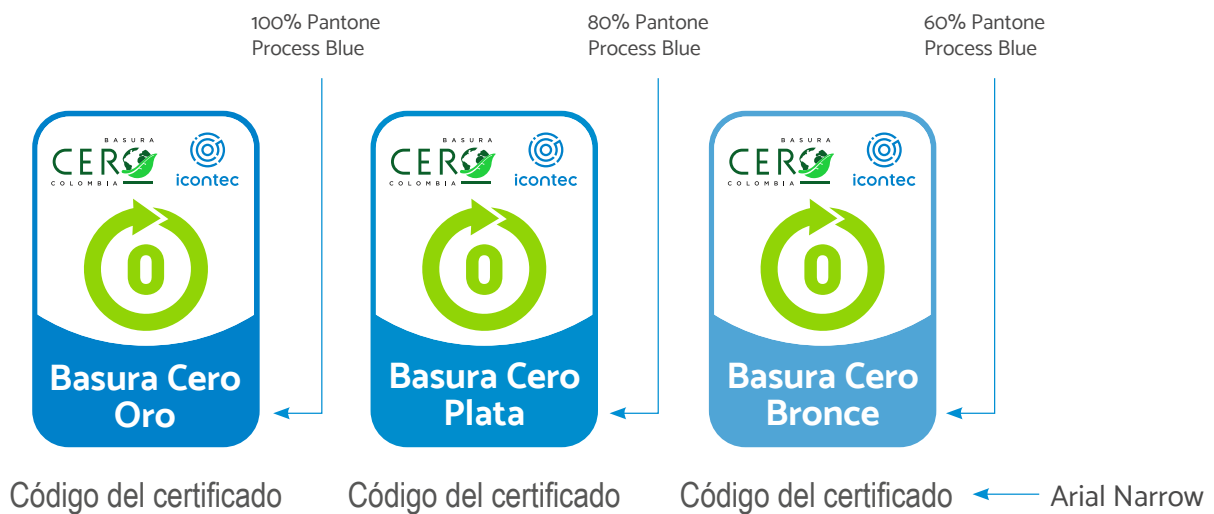 100% Pantone
Process Blue
80% Pantone
Process Blue
60% Pantone
Process Blue
BASURA
CERO
COLOMBIA
icontec
0
Basura Cero
Oro
BASURA
CERO
COLOMBIA
icontec
0
Basura Cero
Plata
BASURA
CERO
COLOMBIA
icontec
0
Basura Cero
Bronce
Código del certificado
Código del certificado
Código del certificado
Arial Narrow